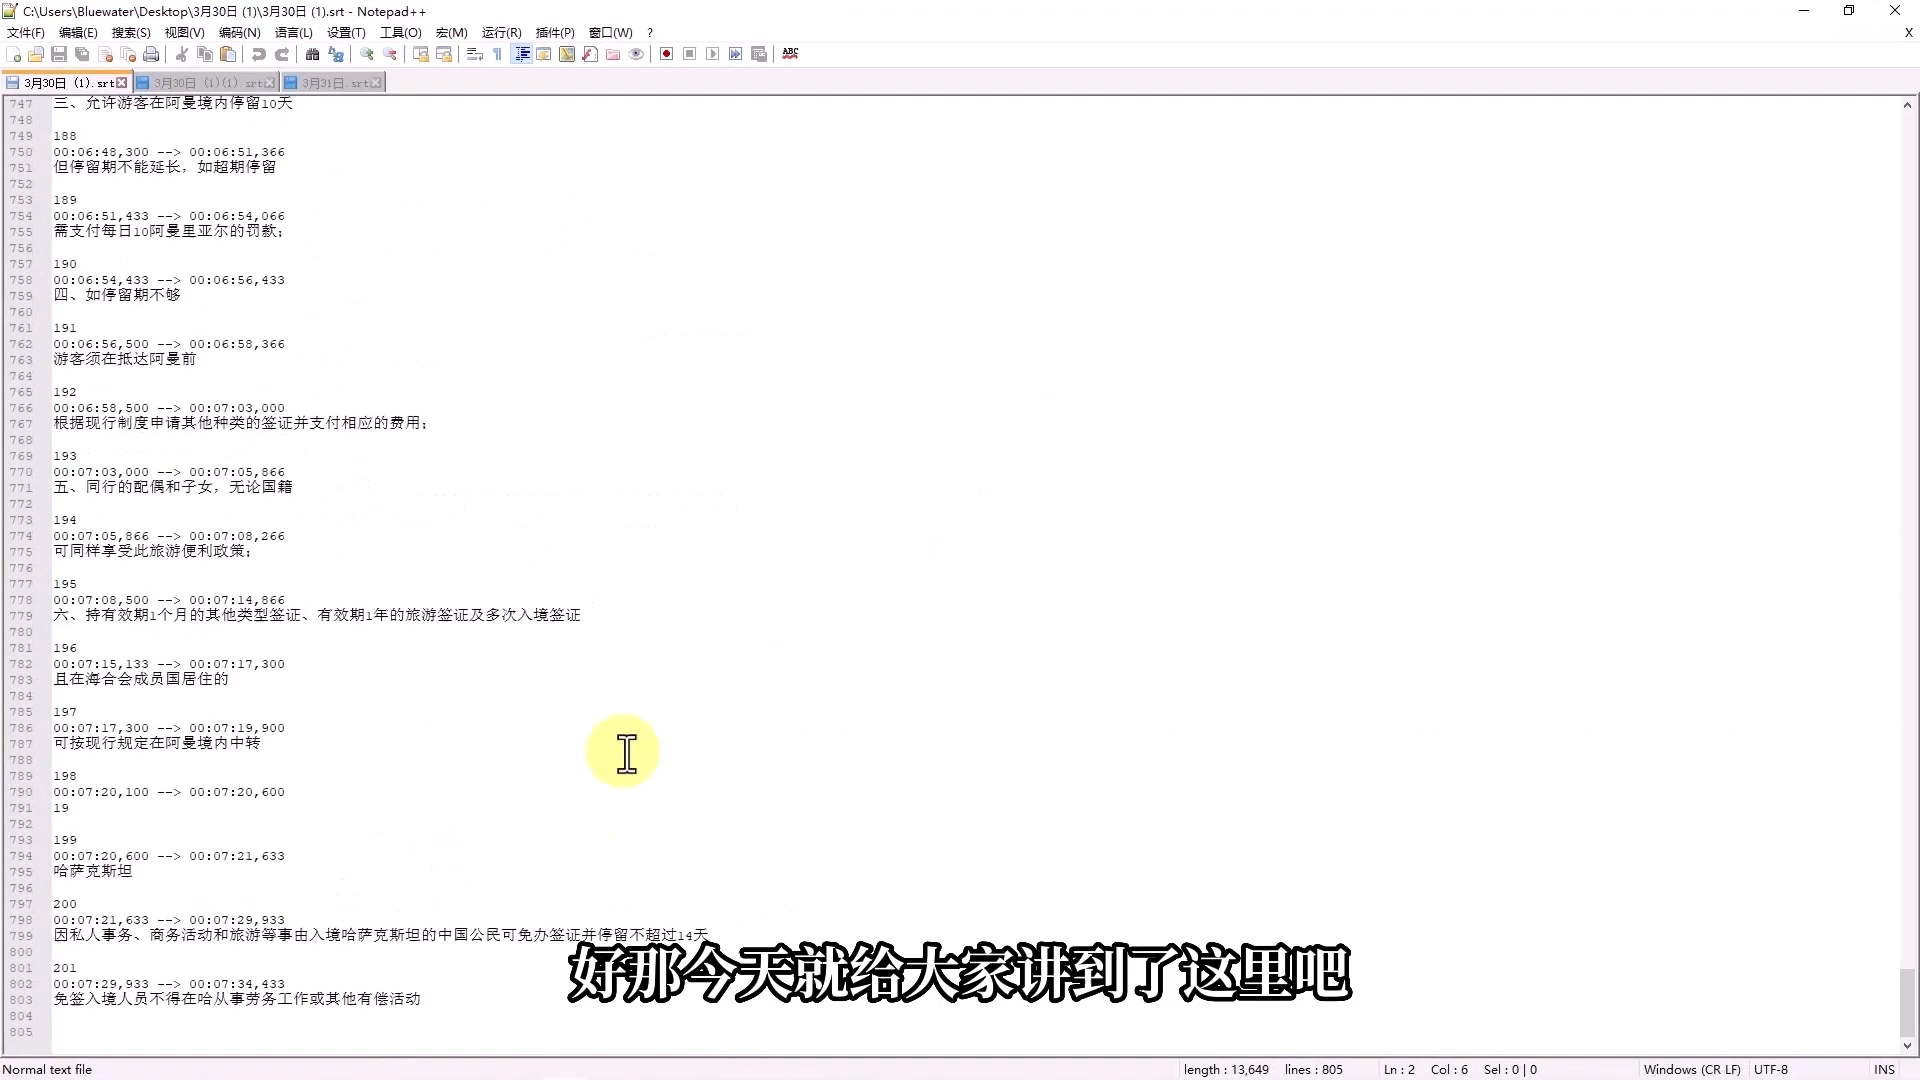 C:\Users\Bluewater\Desktop\3月30日 (1)\3月30日 (1).srt - Notepad++
文件(F) 编辑(E) 搜索(S) 视图(V) 编码(N) 语言(L) 设置(T) 工具(O) 宏(M) 运行(R) 插件(P) 窗口(W) ? X
3月30日 (1).srt 3月30日 (1)(1).srt 3月31日.srt
747 三、允许游客在阿曼境内停留10天
748
749 188
750 00:06:48,300 --> 00:06:51,366
751 但停留期不能延长，如超期停留
752
753 189
754 00:06:51,433 --> 00:06:54,066
755 需支付每日10阿曼里亚尔的罚款；
756
757 190
758 00:06:54,433 --> 00:06:56,433
759 四、如停留期不够
760
761 191
762 00:06:56,500 --> 00:06:58,366
763 游客须在抵达阿曼前
764
765 192
766 00:06:58,500 --> 00:07:03,000
767 根据现行制度申请其他种类的签证并支付相应的费用；
768
769 193
770 00:07:03,000 --> 00:07:05,866
771 五、同行的配偶和子女，无论国籍
772
773 194
774 00:07:05,866 --> 00:07:08,266
775 可同样享受此旅游便利政策；
776
777 195
778 00:07:08,500 --> 00:07:14,866
779 六、持有效期1个月的其他类型签证、有效期1年的旅游签证及多次入境签证
780
781 196
782 00:07:15,133 --> 00:07:17,300
783 且在海合会成员国居住的
784
785 197
786 00:07:17,300 --> 00:07:19,900
787 可按现行规定在阿曼境内中转
788
789 198
790 00:07:20,100 --> 00:07:20,600
791 19
792
793 199
794 00:07:20,600 --> 00:07:21,633
795 哈萨克斯坦
796
797 200
798 00:07:21,633 --> 00:07:29,933
799 因私人事务、商务活动和旅游等事由入境哈萨克斯坦的中国公民可免办签证并停留不超过14天
800
801 201
802 00:07:29,933 --> 00:07:34,433
803 免签入境人员不得在哈从事劳务工作或其他有偿活动
804
805
好那今天就给大家讲到了这里吧
Normal text file length : 13,649 lines : 805 Ln : 2 Col : 6 Sel : 0 | 0 Windows (CR LF) UTF-8 INS